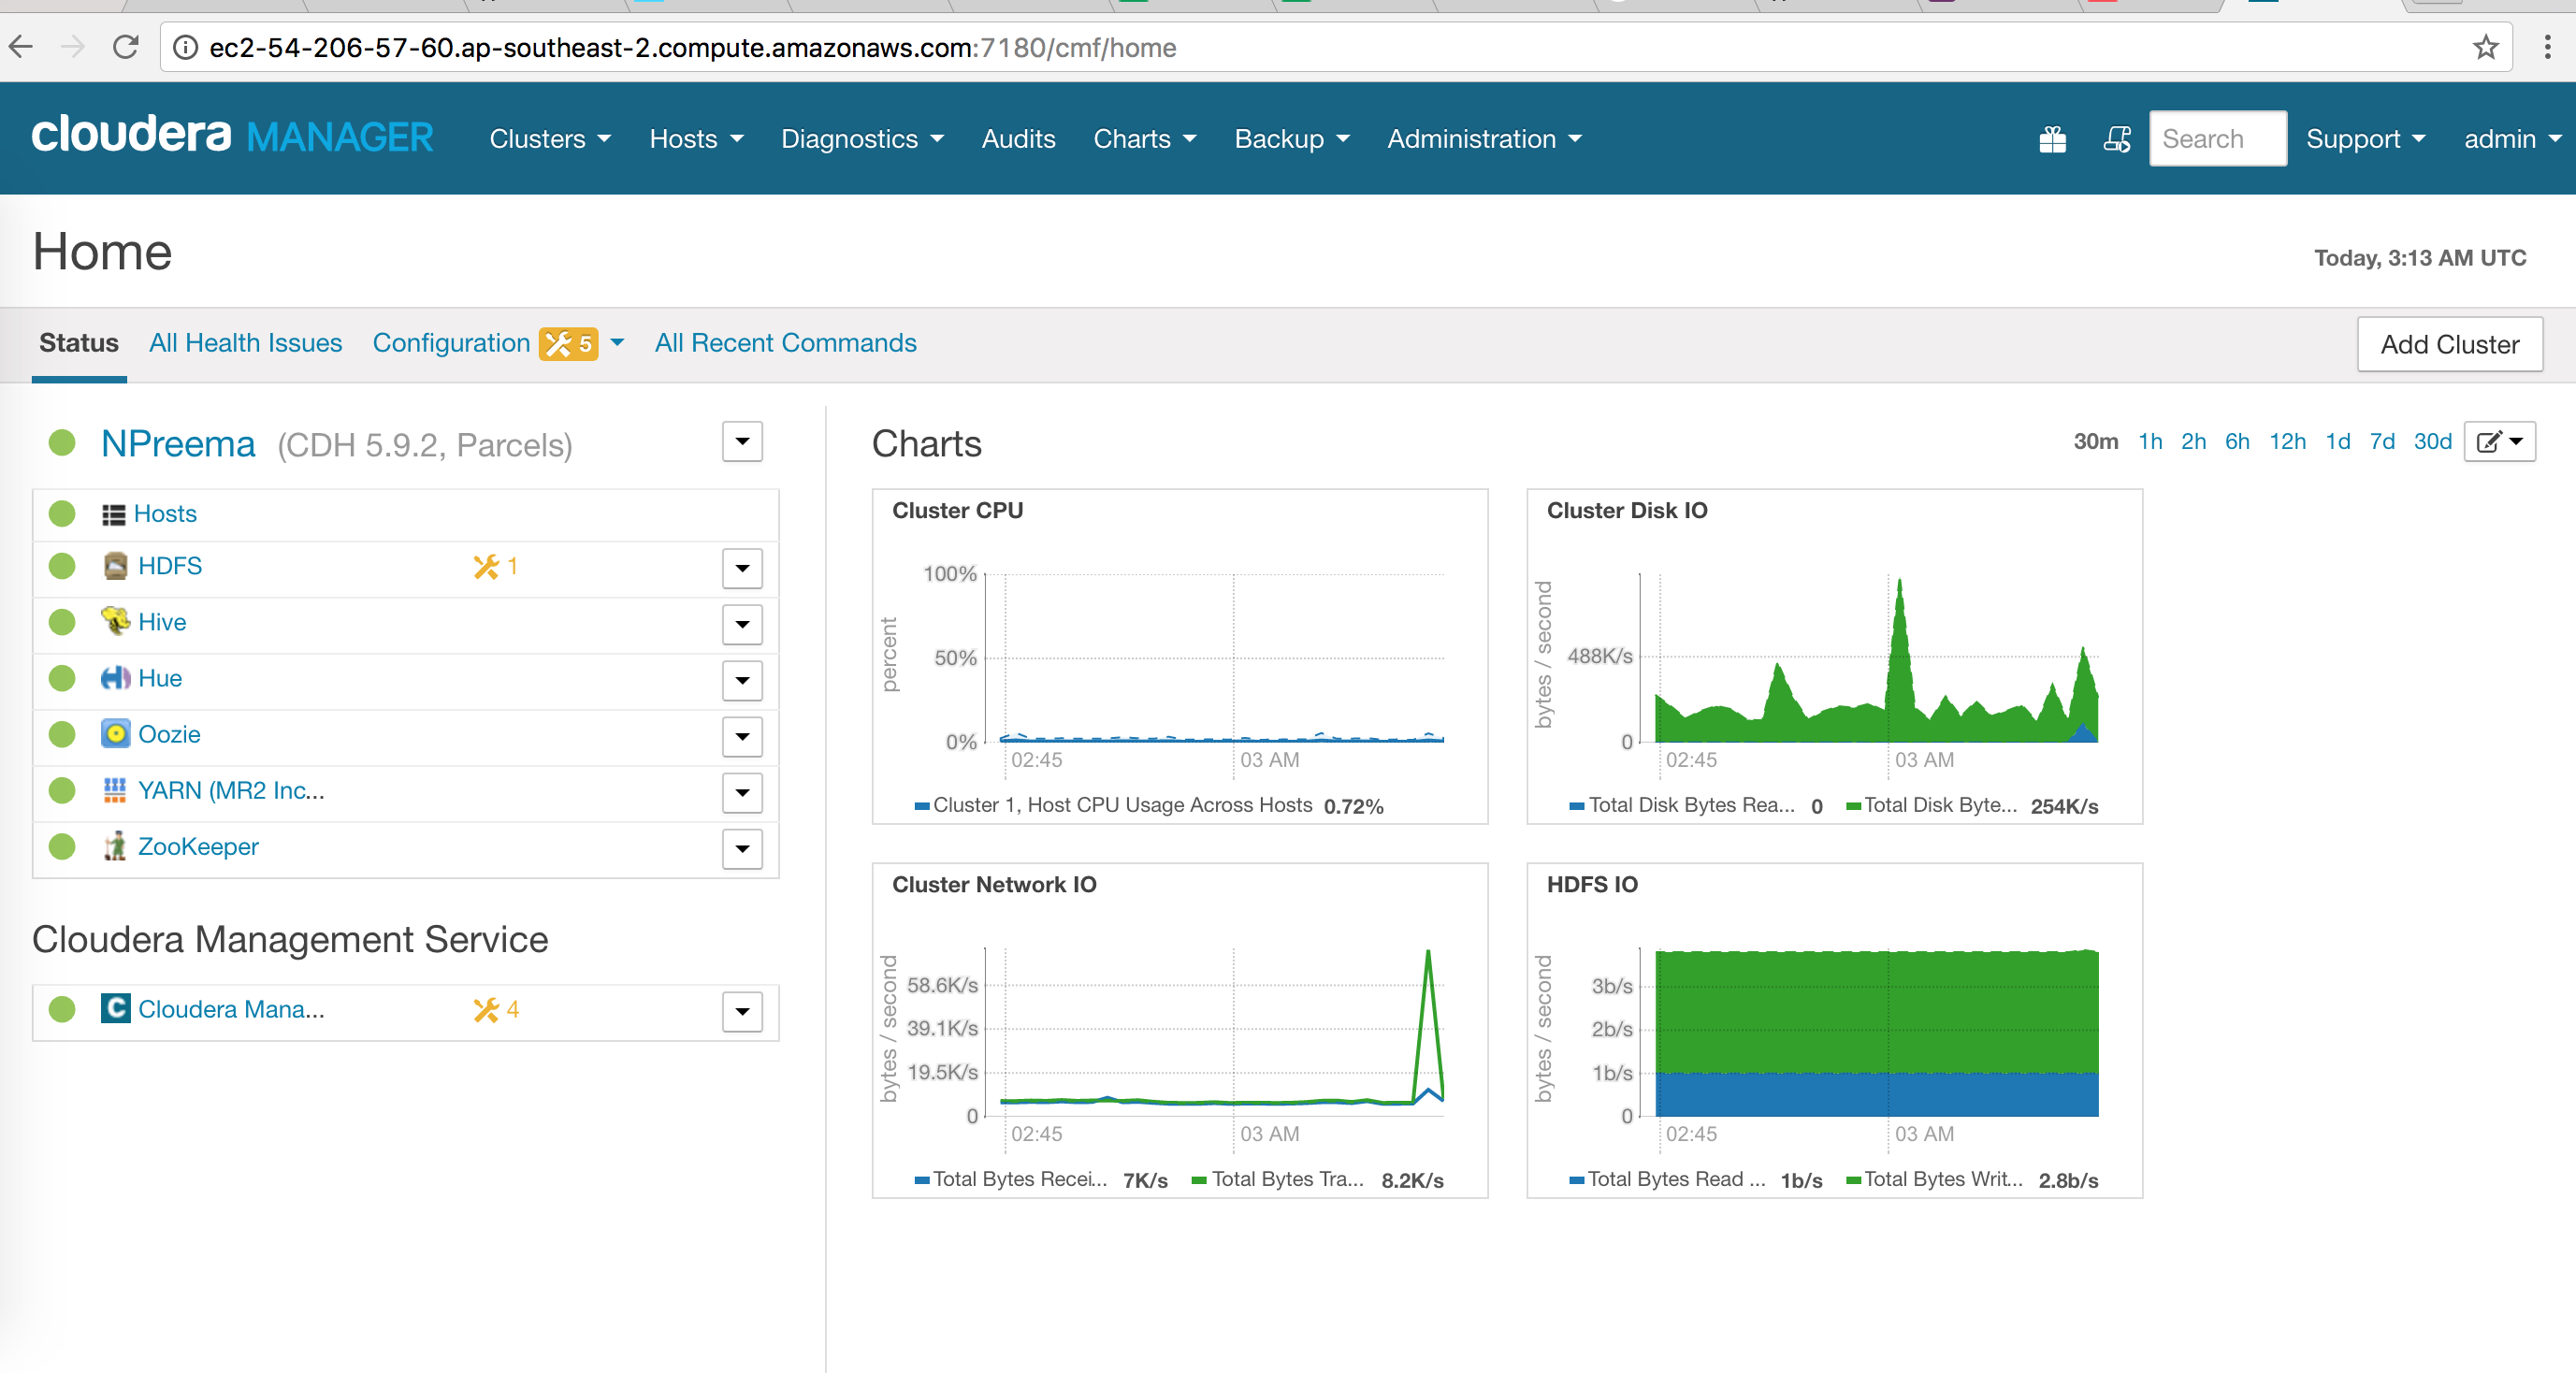 ec2-54-206-57-60.ap-southeast-2.compute.amazonaws.com:7180/cmf/home
cloudera MANAGER Clusters Hosts Diagnostics Audits Charts Backup Administration Search Support admin
Home
Today, 3:13 AM UTC
Status All Health Issues Configuration 5 All Recent Commands Add Cluster
NPreema (CDH 5.9.2, Parcels)
Hosts
HDFS 1
Hive
Hue
Oozie
YARN (MR2 Inc...
ZooKeeper
Cloudera Management Service
C Cloudera Mana... 4
Charts 30m 1h 2h 6h 12h 1d 7d 30d
Cluster CPU
percent
100%
50%
0%
02:45 03 AM
Cluster 1, Host CPU Usage Across Hosts 0.72%
Cluster Disk IO
bytes / second
488K/s
0
02:45 03 AM
Total Disk Bytes Rea... 0 Total Disk Byte... 254K/s
Cluster Network IO
bytes / second
58.6K/s
39.1K/s
19.5K/s
0
02:45 03 AM
Total Bytes Recei... 7K/s Total Bytes Tra... 8.2K/s
HDFS IO
bytes / second
3b/s
2b/s
1b/s
0
02:45 03 AM
Total Bytes Read ... 1b/s Total Bytes Writ... 2.8b/s